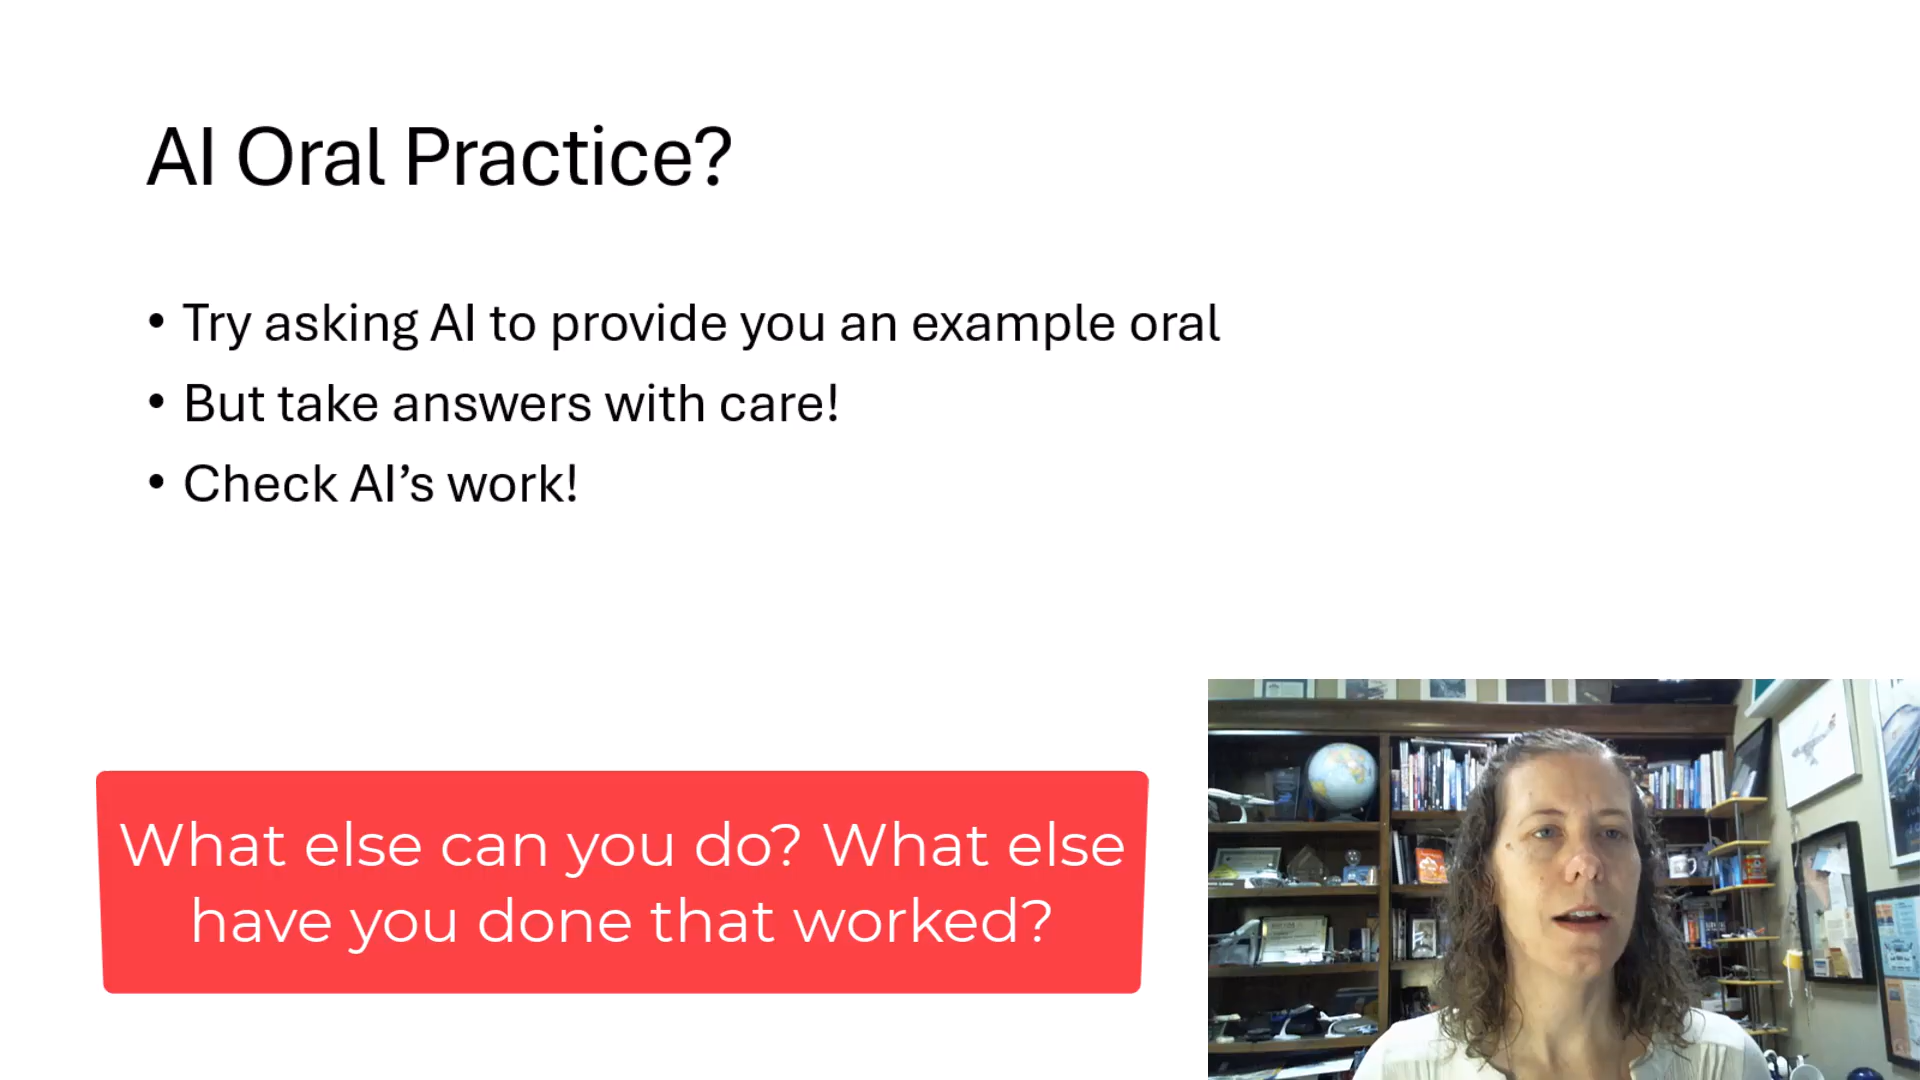 AI Oral Practice?
• Try asking AI to provide you an example oral
• But take answers with care!
• Check AI’s work!
What else can you do? What else
have you done that worked?